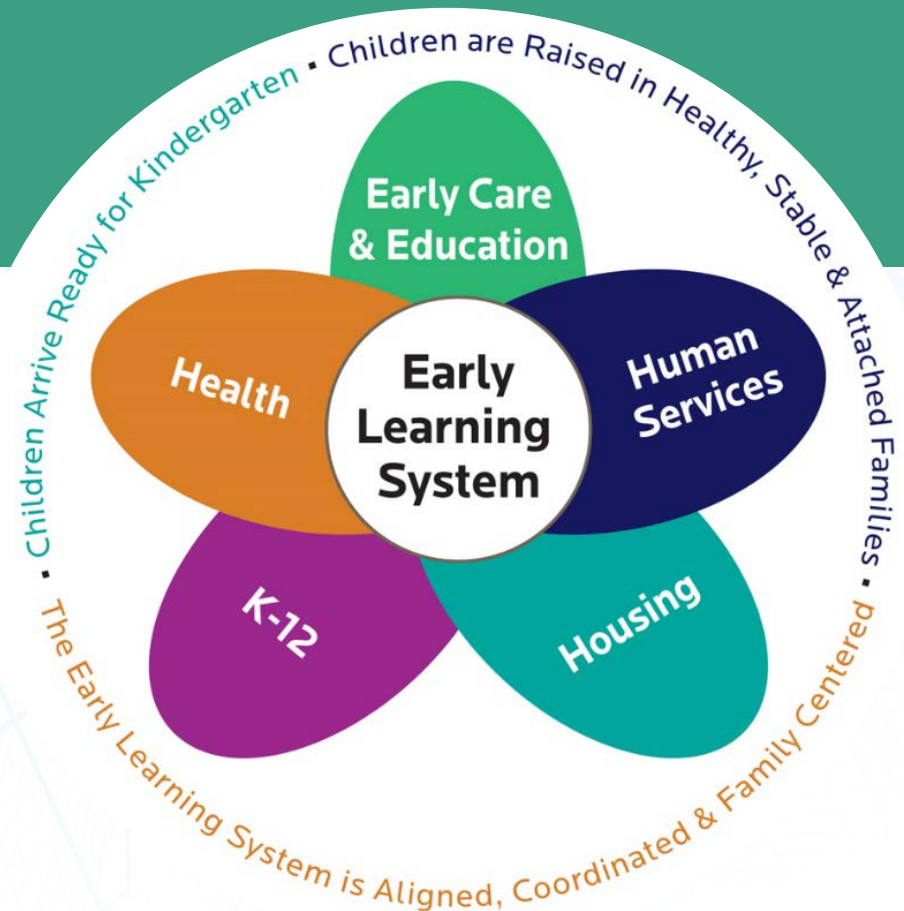 Children Arrive Ready for Kindergarten ▪ Children are Raised in Healthy, Stable & Attached Families ▪
The Early Learning System is Aligned, Coordinated & Family Centered ▪
Early Care
& Education
Health
Early
Learning
System
Human
Services
K-12
Housing